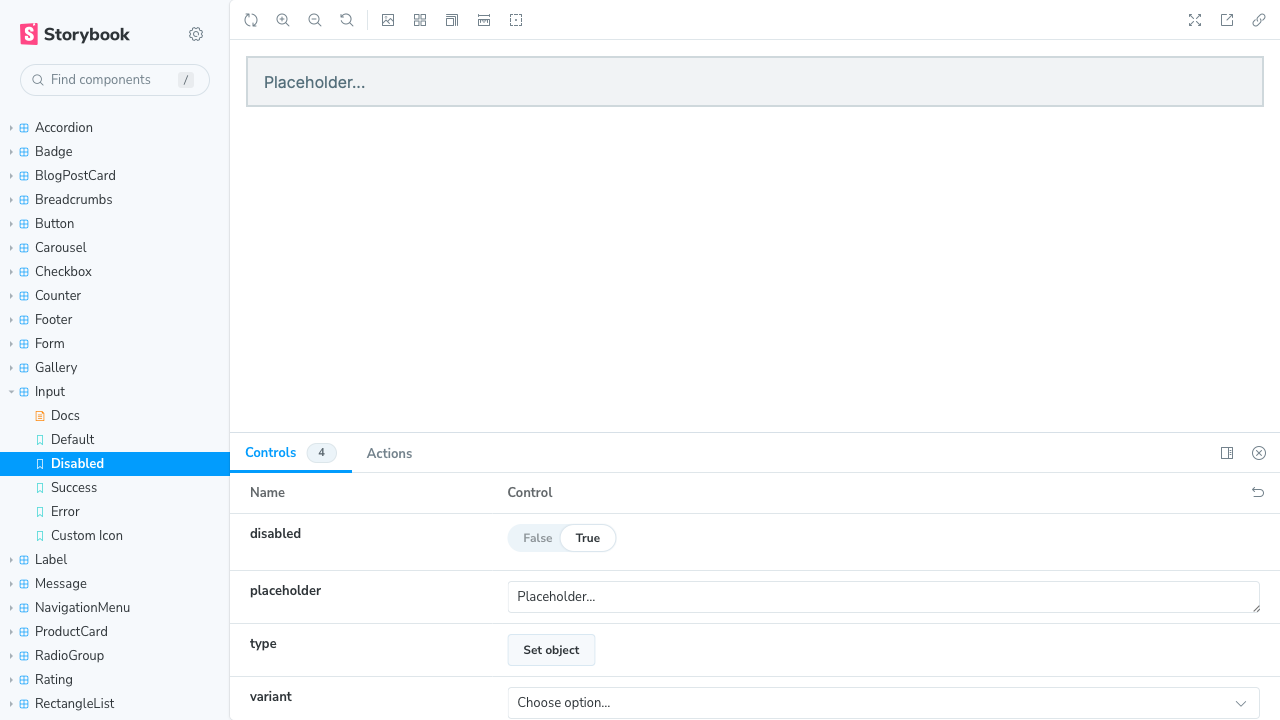 Storybook
Find components
/
Accordion
Badge
BlogPostCard
Breadcrumbs
Button
Carousel
Checkbox
Counter
Footer
Form
Gallery
Input
Docs
Default
Disabled
Success
Error
Custom Icon
Label
Message
NavigationMenu
ProductCard
RadioGroup
Rating
RectangleList
Placeholder...
Controls 4 Actions
Name Control
disabled False True
placeholder Placeholder...
type Set object
variant Choose option...